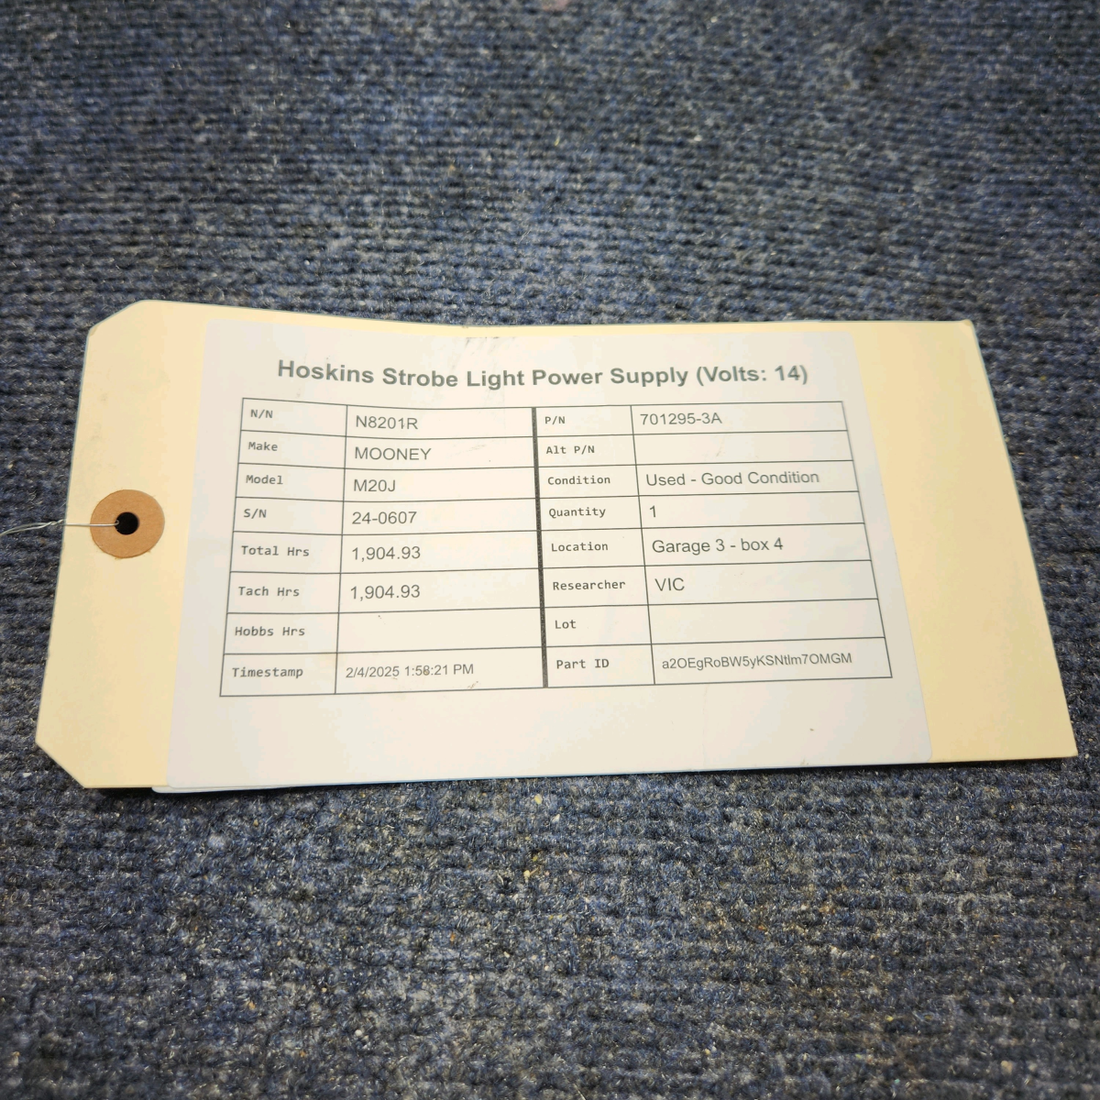 Hoskins Strobe Light Power Supply (Volts: 14)
N/N N8201R P/N 701295-3A
Make MOONEY Alt P/N
Model M20J Condition Used - Good Condition
S/N 24-0607 Quantity 1
Total Hrs 1,904.93 Location Garage 3 - box 4
Tach Hrs 1,904.93 Researcher VIC
Hobbs Hrs Lot
Timestamp 2/4/2025 1:58:21 PM Part ID a2OEgRoBW5yKSNtlm7OMGM